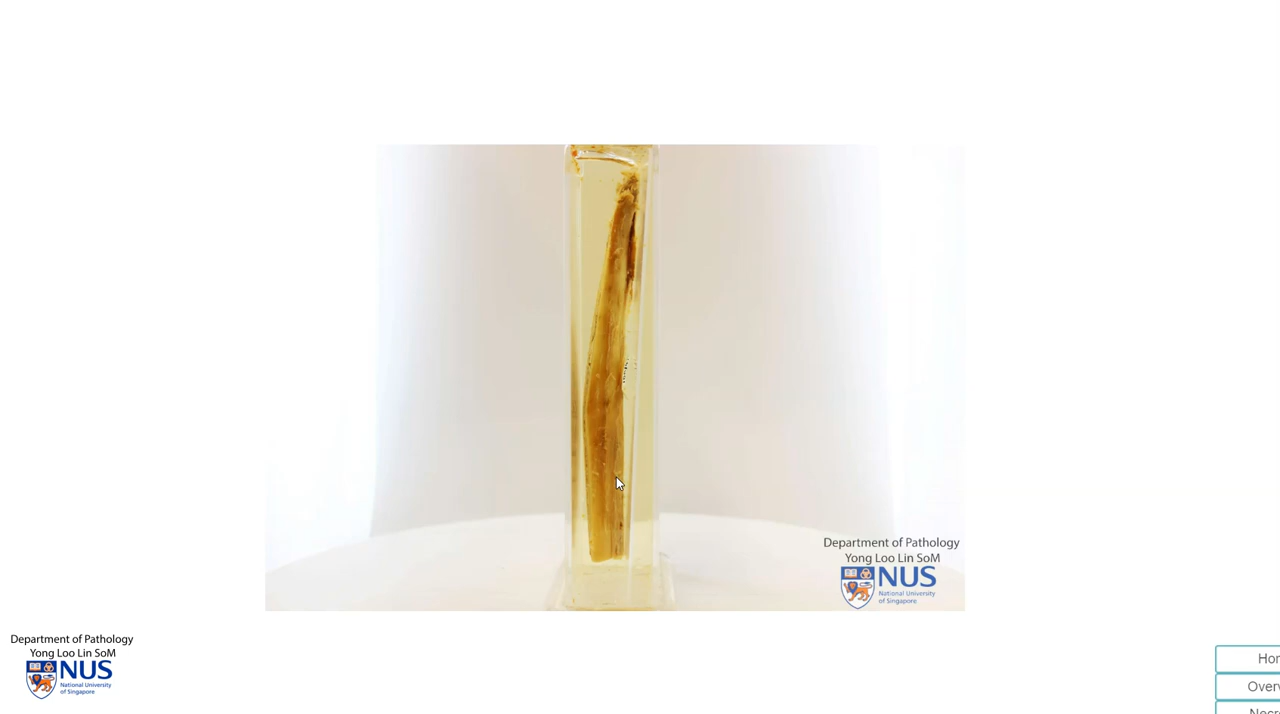 Department of Pathology
Yong Loo Lin SoM
NUS
National University
of Singapore
Department of Pathology
Yong Loo Lin SoM
NUS
National University
of Singapore
Hor
Overv
Necr